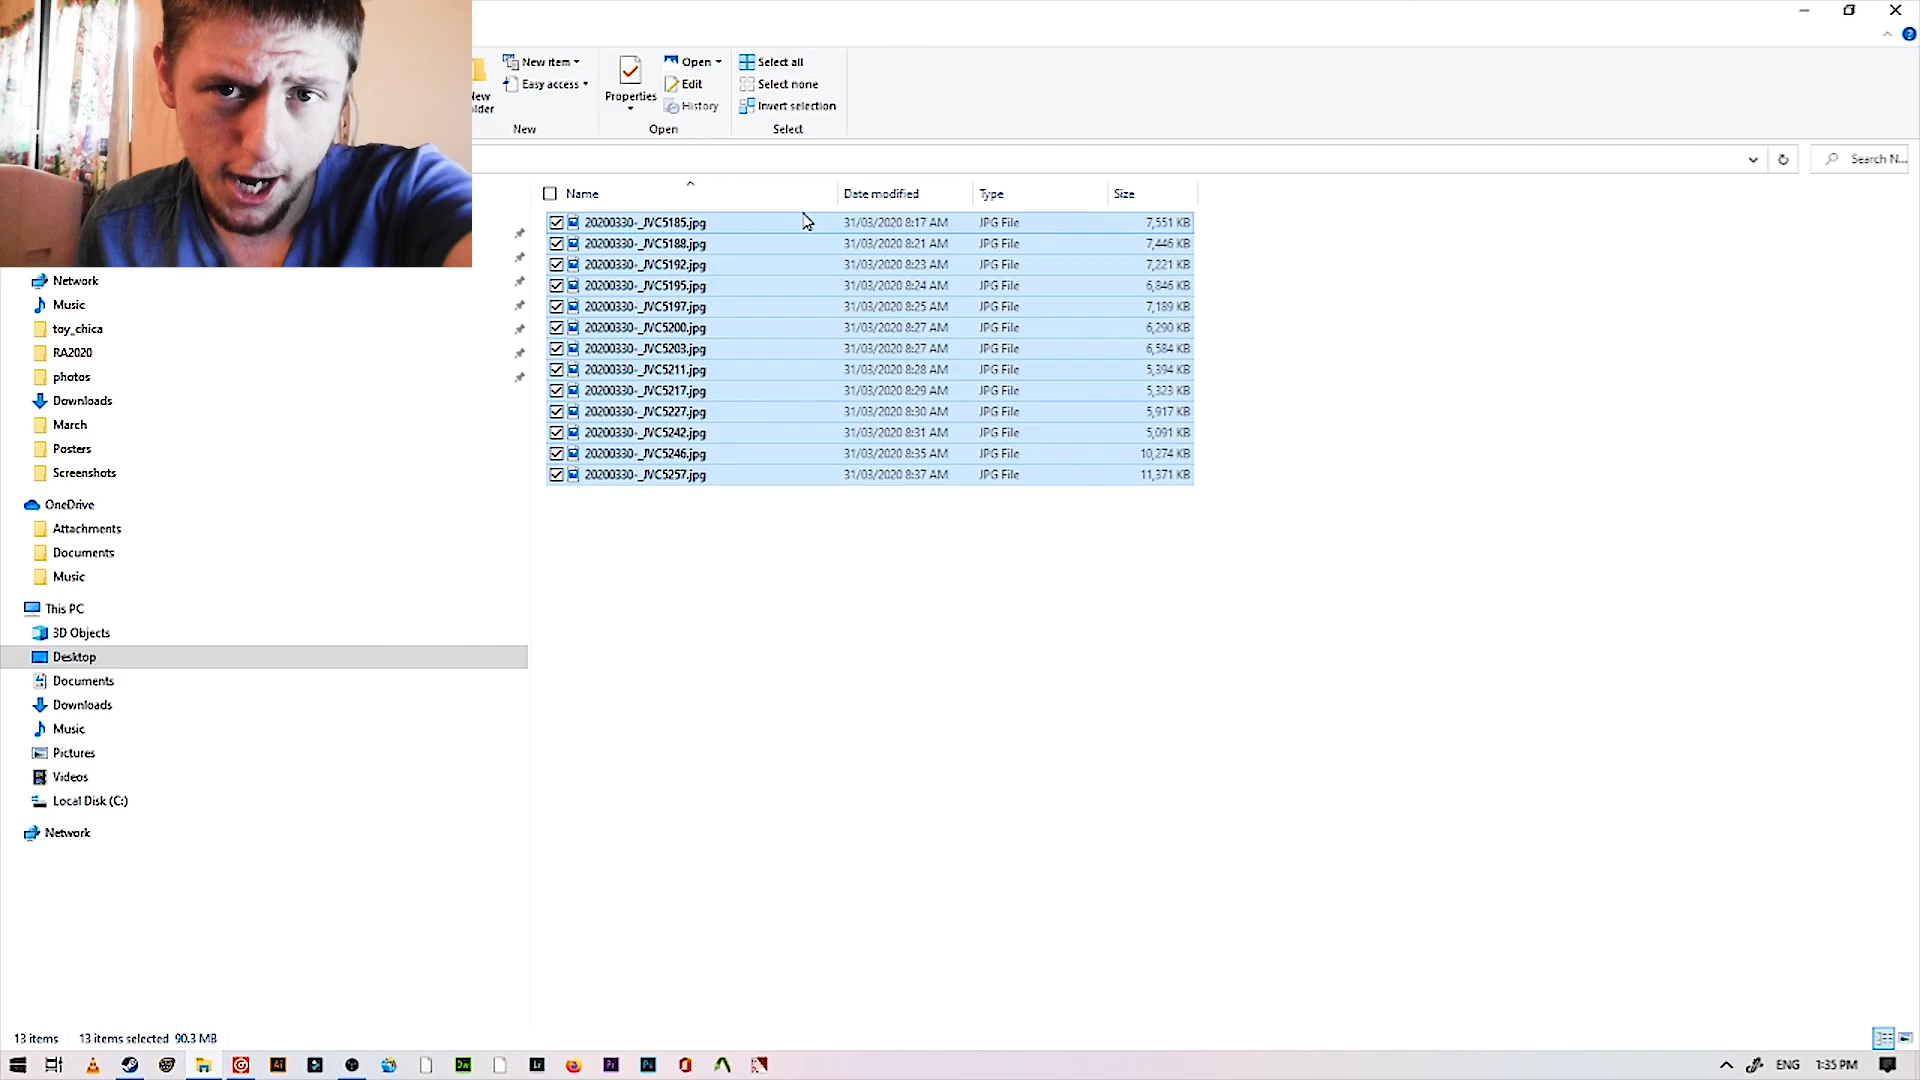 New item
Easy access
New
Properties
Open
Edit
History
Open
Select all
Select none
Invert selection
Select
Search N...
Name Date modified Type Size
20200330-_JVC5185.jpg 31/03/2020 8:17 AM JPG File 7,551 KB
20200330-_JVC5188.jpg 31/03/2020 8:21 AM JPG File 7,446 KB
20200330-_JVC5192.jpg 31/03/2020 8:23 AM JPG File 7,221 KB
20200330-_JVC5195.jpg 31/03/2020 8:24 AM JPG File 6,846 KB
20200330-_JVC5197.jpg 31/03/2020 8:25 AM JPG File 7,189 KB
20200330-_JVC5200.jpg 31/03/2020 8:27 AM JPG File 6,290 KB
20200330-_JVC5203.jpg 31/03/2020 8:27 AM JPG File 6,584 KB
20200330-_JVC5211.jpg 31/03/2020 8:28 AM JPG File 5,394 KB
20200330-_JVC5217.jpg 31/03/2020 8:29 AM JPG File 5,323 KB
20200330-_JVC5227.jpg 31/03/2020 8:30 AM JPG File 5,917 KB
20200330-_JVC5242.jpg 31/03/2020 8:31 AM JPG File 5,091 KB
20200330-_JVC5246.jpg 31/03/2020 8:35 AM JPG File 10,274 KB
20200330-_JVC5257.jpg 31/03/2020 8:37 AM JPG File 11,371 KB
Network
Music
toy_chica
RA2020
photos
Downloads
March
Posters
Screenshots
OneDrive
Attachments
Documents
Music
This PC
3D Objects
Desktop
Documents
Downloads
Music
Pictures
Videos
Local Disk (C:)
Network
13 items 13 items selected 90.3 MB
Ai Dw Lr Pr Ps ENG 1:35 PM